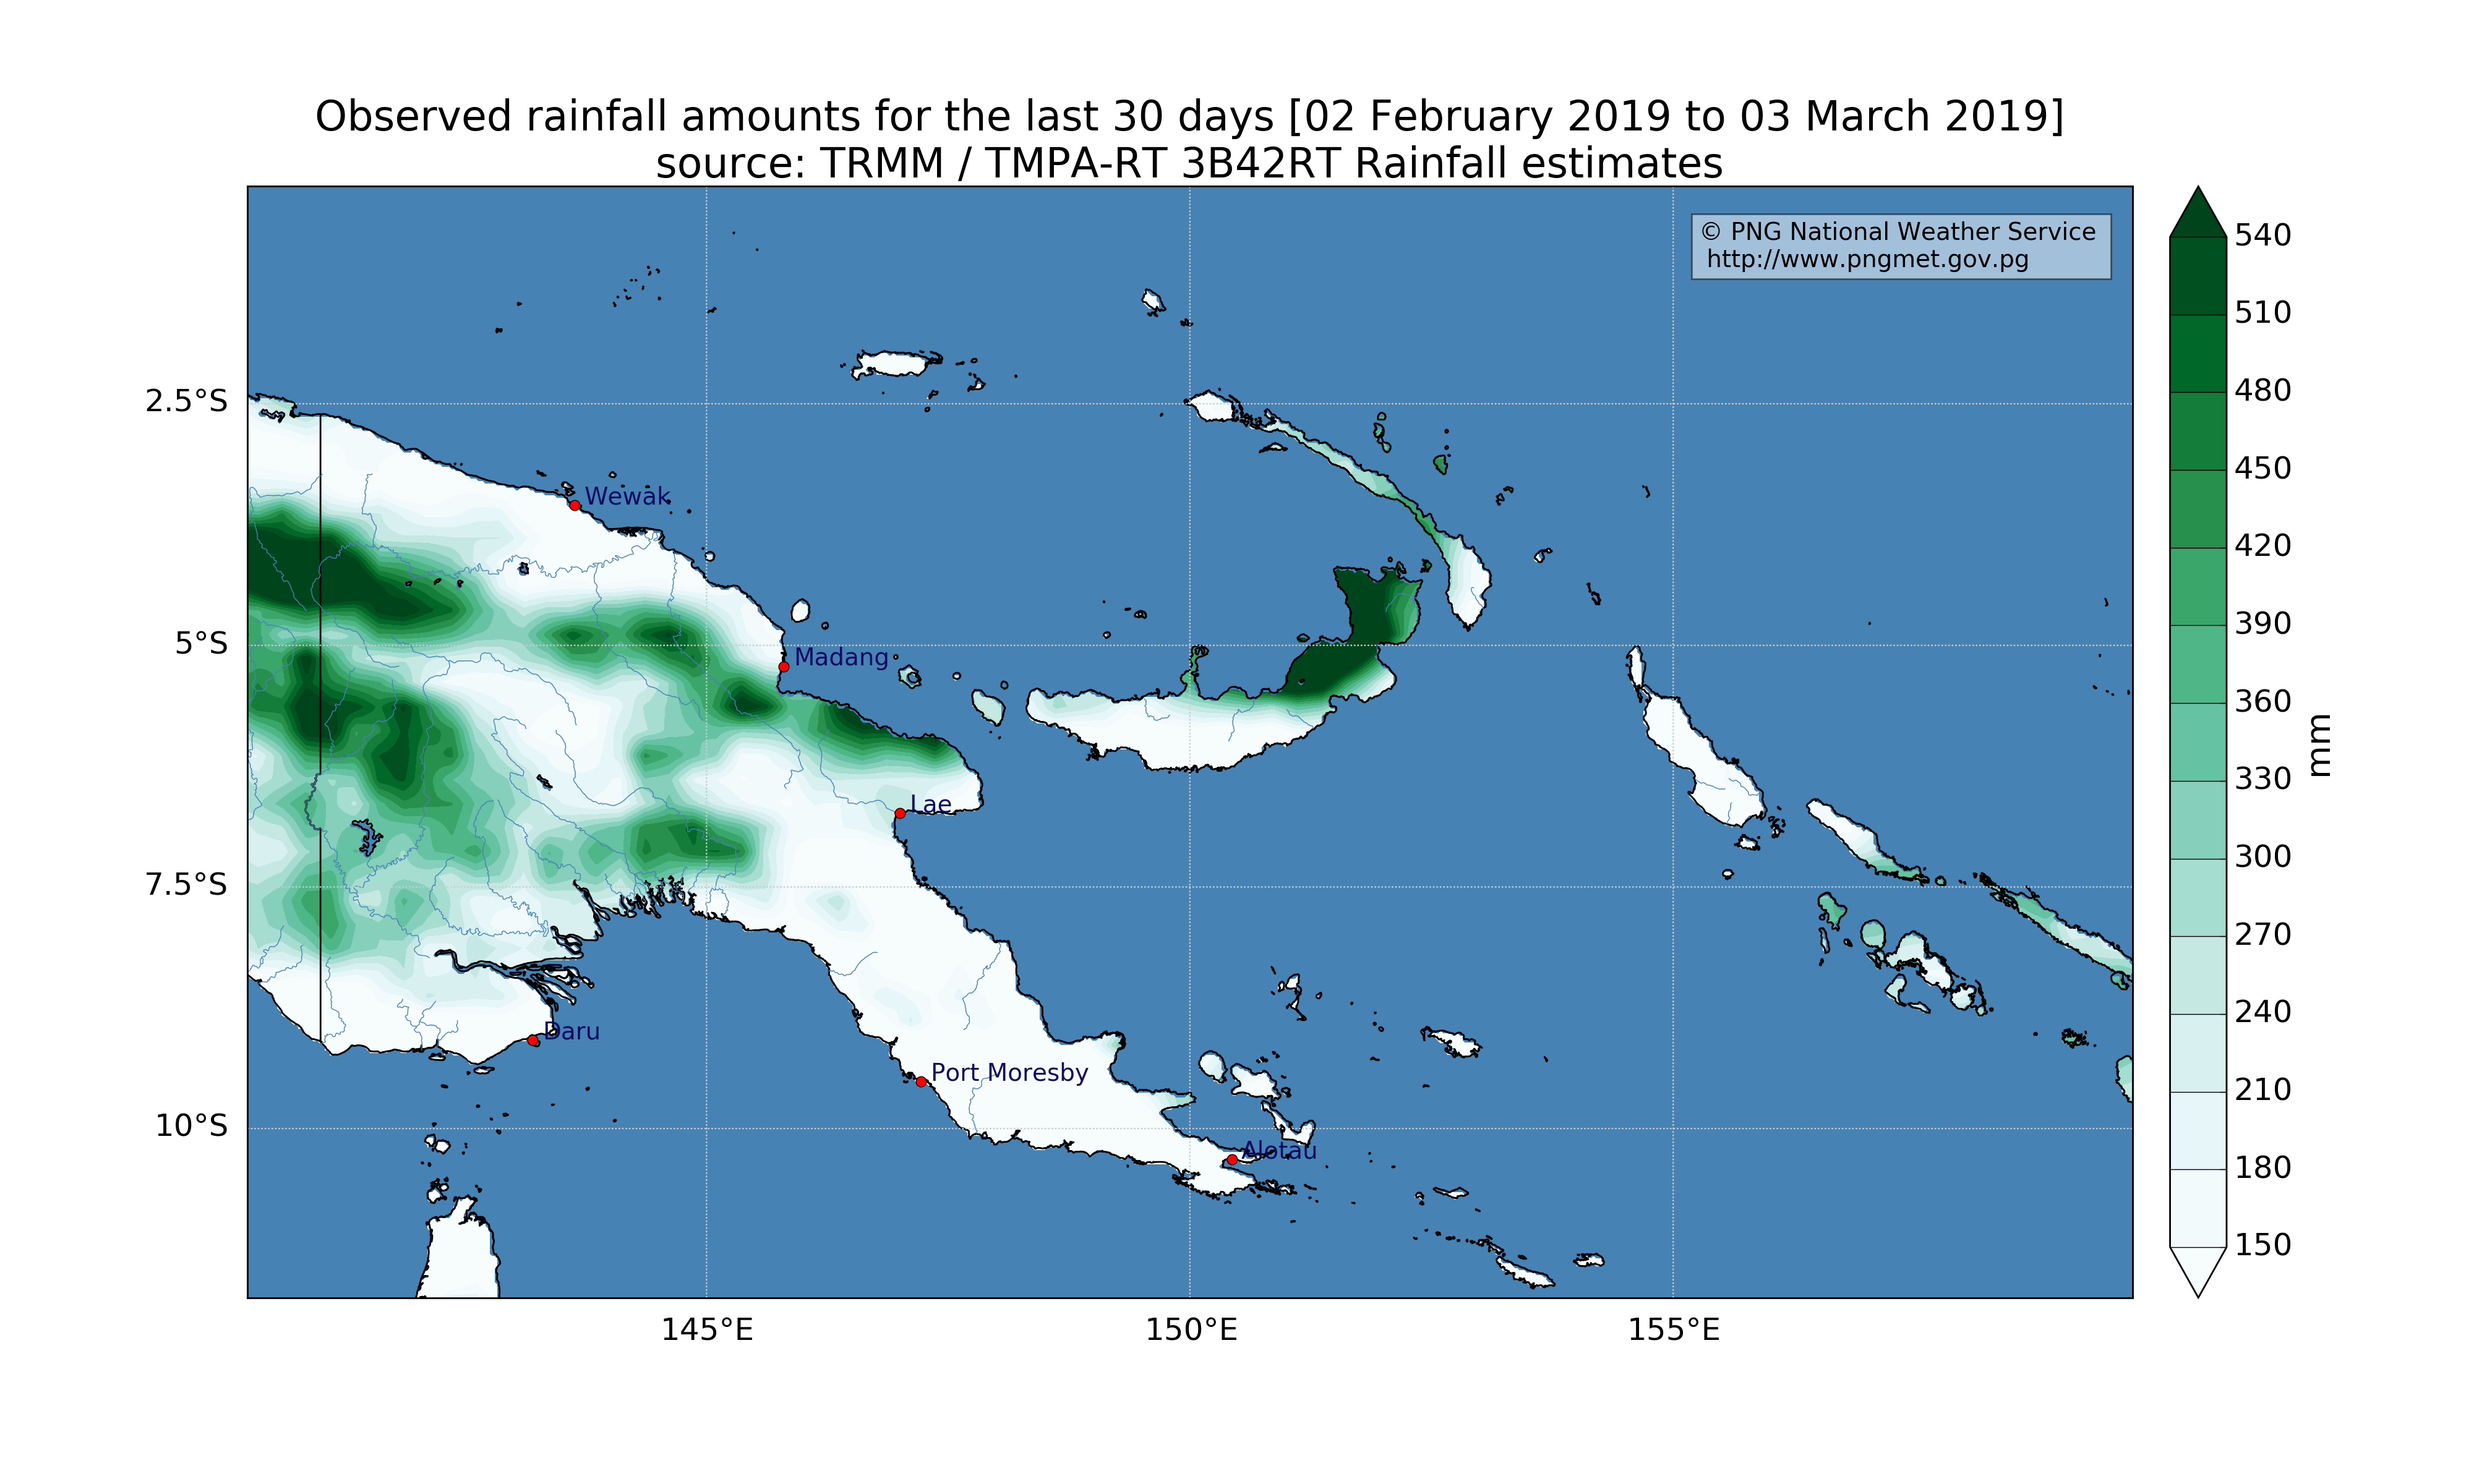 Observed rainfall amounts for the last 30 days [02 February 2019 to 03 March 2019]
source: TRMM / TMPA-RT 3B42RT Rainfall estimates
© PNG National Weather Service
http://www.pngmet.gov.pg
540
510
480
450
420
390
360
330
300
270
240
210
180
150
mm
2.5°S
5°S
7.5°S
10°S
Wewak
Madang
Lae
Daru
Port Moresby
Alotau
145°E
150°E
155°E